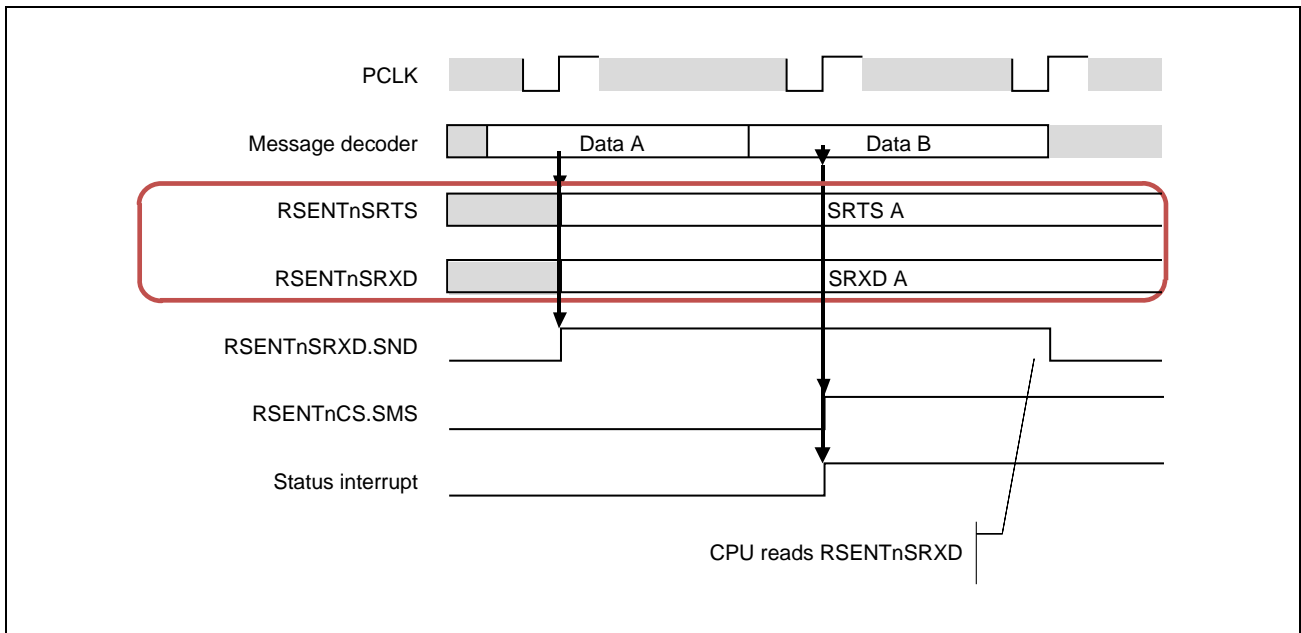 PCLK
Message decoder
Data A
Data B
RSENTnSRTS
SRTS A
RSENTnSRXD
SRXD A
RSENTnSRXD.SND
RSENTnCS.SMS
Status interrupt
CPU reads RSENTnSRXD